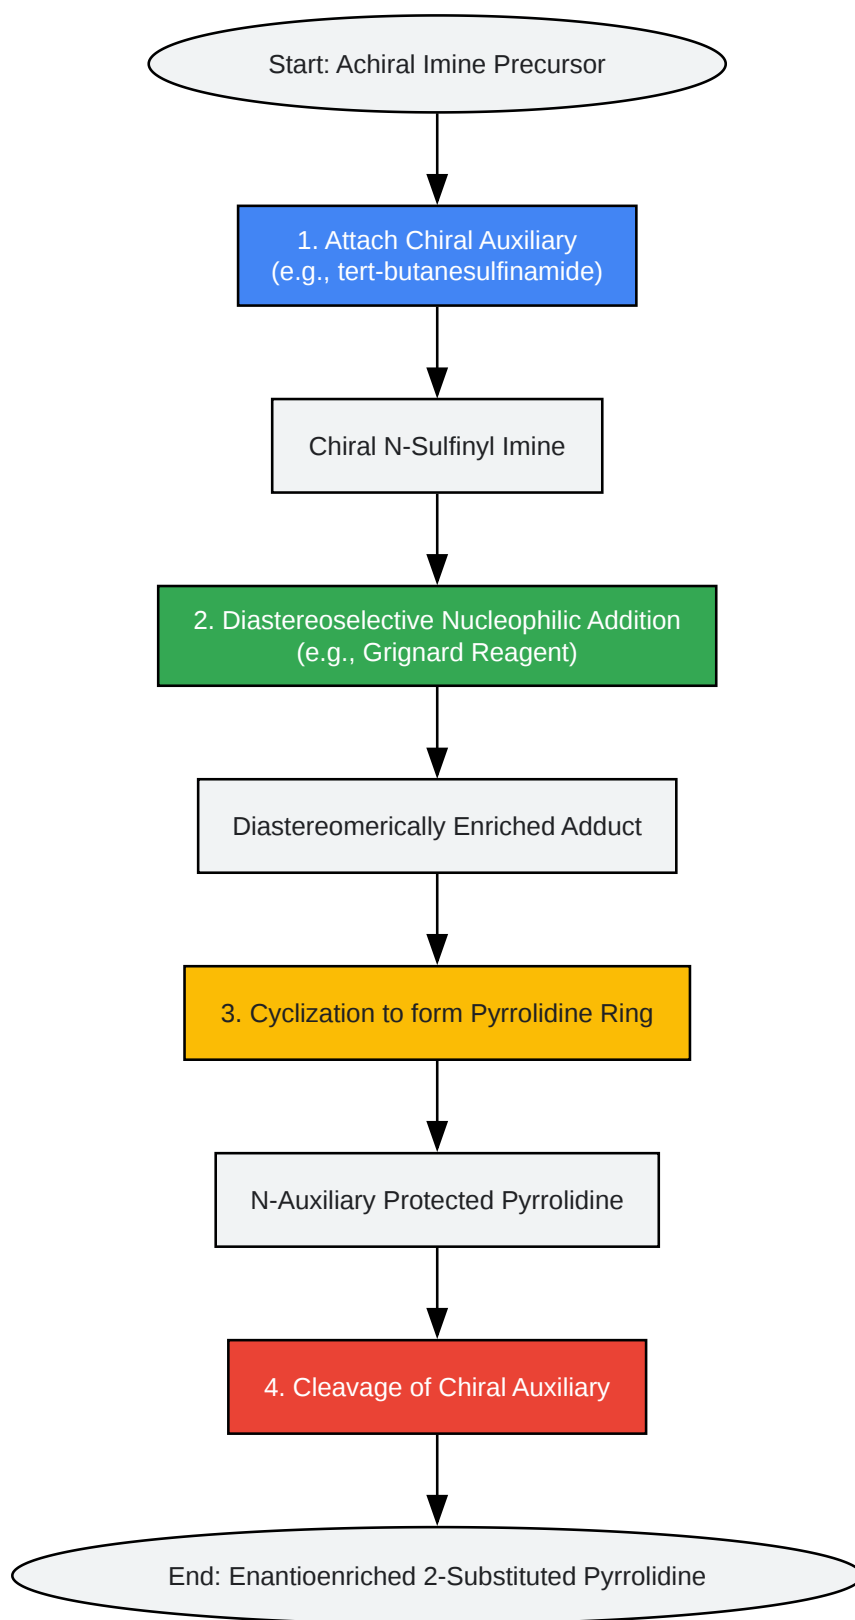 Start: Achiral Imine Precursor
1. Attach Chiral Auxiliary
(e.g., tert-butanesulfinamide)
Chiral N-Sulfinyl Imine
2. Diastereoselective Nucleophilic Addition
(e.g., Grignard Reagent)
Diastereomerically Enriched Adduct
3. Cyclization to form Pyrrolidine Ring
N-Auxiliary Protected Pyrrolidine
4. Cleavage of Chiral Auxiliary
End: Enantioenriched 2-Substituted Pyrrolidine